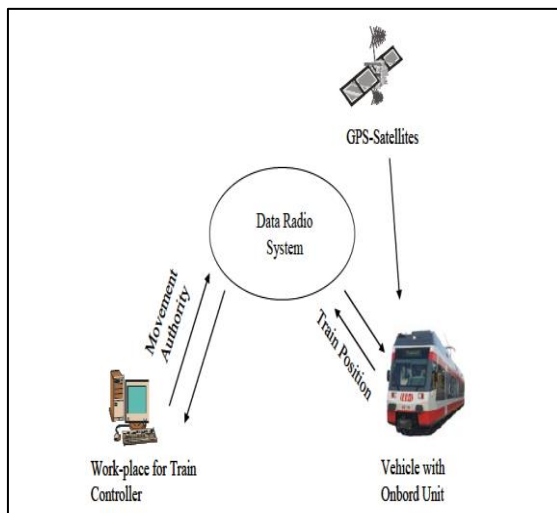 GPS-Satellites
Data Radio
System
Movement
Authority
Train Position
Work-place for Train
Controller
Vehicle with
Onbord Unit